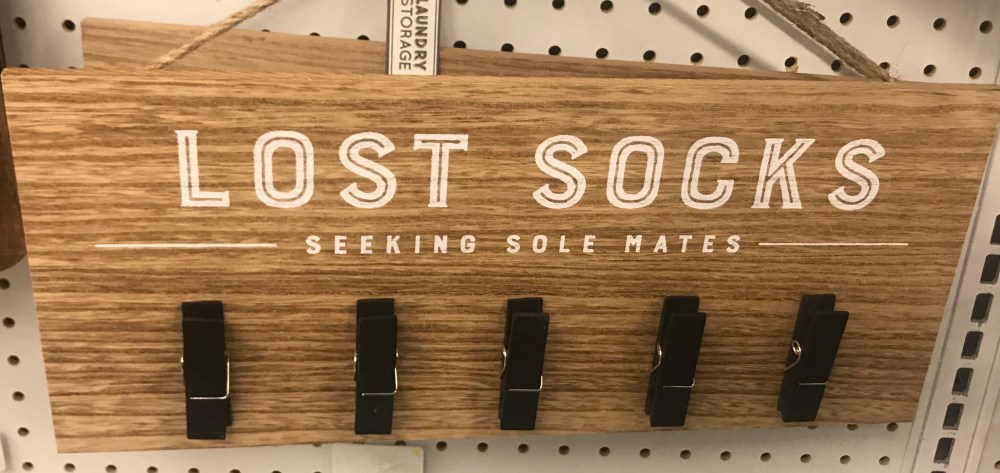 LAUNDRY
STORAGE
LOST SOCKS
SEEKING SOLE MATES